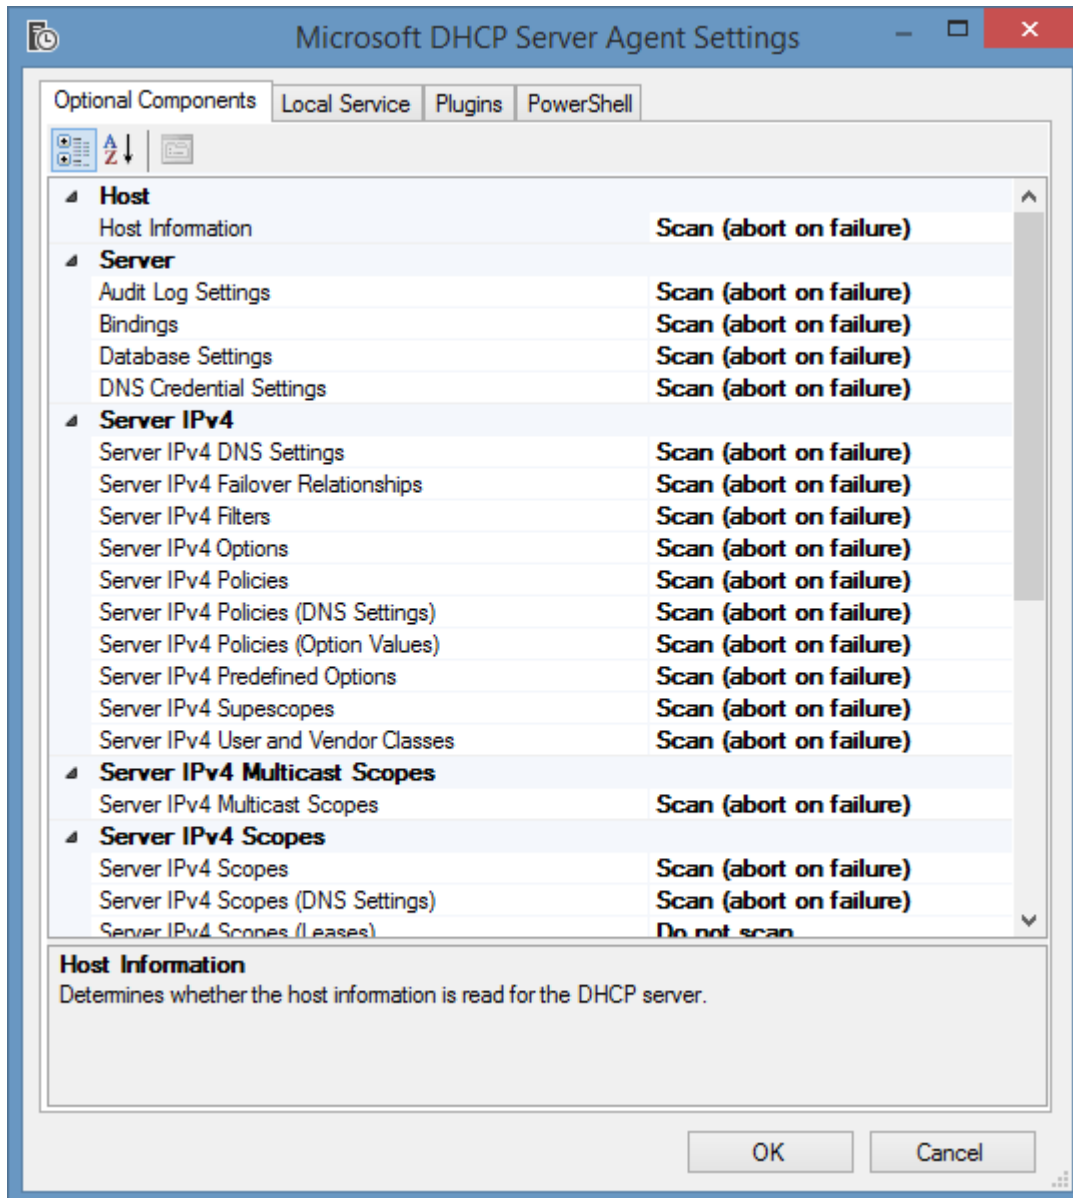 Microsoft DHCP Server Agent Settings
Optional Components Local Service Plugins PowerShell
Host
Host Information Scan (abort on failure)
Server
Audit Log Settings Scan (abort on failure)
Bindings Scan (abort on failure)
Database Settings Scan (abort on failure)
DNS Credential Settings Scan (abort on failure)
Server IPv4
Server IPv4 DNS Settings Scan (abort on failure)
Server IPv4 Failover Relationships Scan (abort on failure)
Server IPv4 Filters Scan (abort on failure)
Server IPv4 Options Scan (abort on failure)
Server IPv4 Policies Scan (abort on failure)
Server IPv4 Policies (DNS Settings) Scan (abort on failure)
Server IPv4 Policies (Option Values) Scan (abort on failure)
Server IPv4 Predefined Options Scan (abort on failure)
Server IPv4 Supescopes Scan (abort on failure)
Server IPv4 User and Vendor Classes Scan (abort on failure)
Server IPv4 Multicast Scopes
Server IPv4 Multicast Scopes Scan (abort on failure)
Server IPv4 Scopes
Server IPv4 Scopes Scan (abort on failure)
Server IPv4 Scopes (DNS Settings) Scan (abort on failure)
Server IPv4 Scopes (Leases) Do not scan
Host Information
Determines whether the host information is read for the DHCP server.
OK Cancel